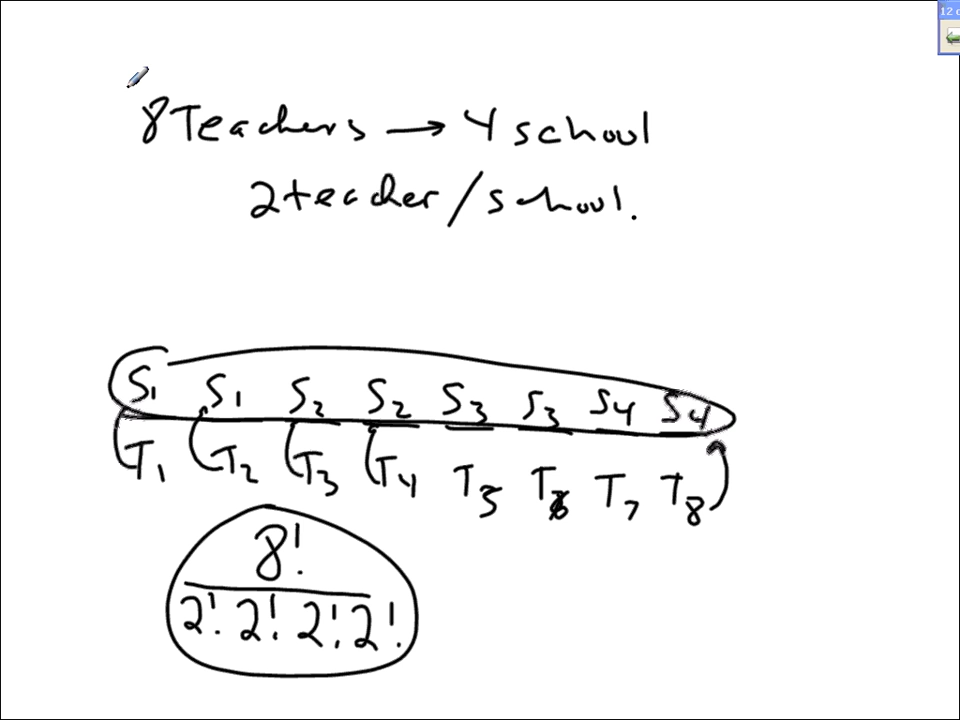 12 o
8 Teachers → 4 school
2 teacher / school.
S₁ S₁ S₂ S₂ S₃ S₃ S₄ S₄
T₁ T₂ T₃ T₄ T₅ T₆ T₇ T₈
8!
2! 2! 2! 2!